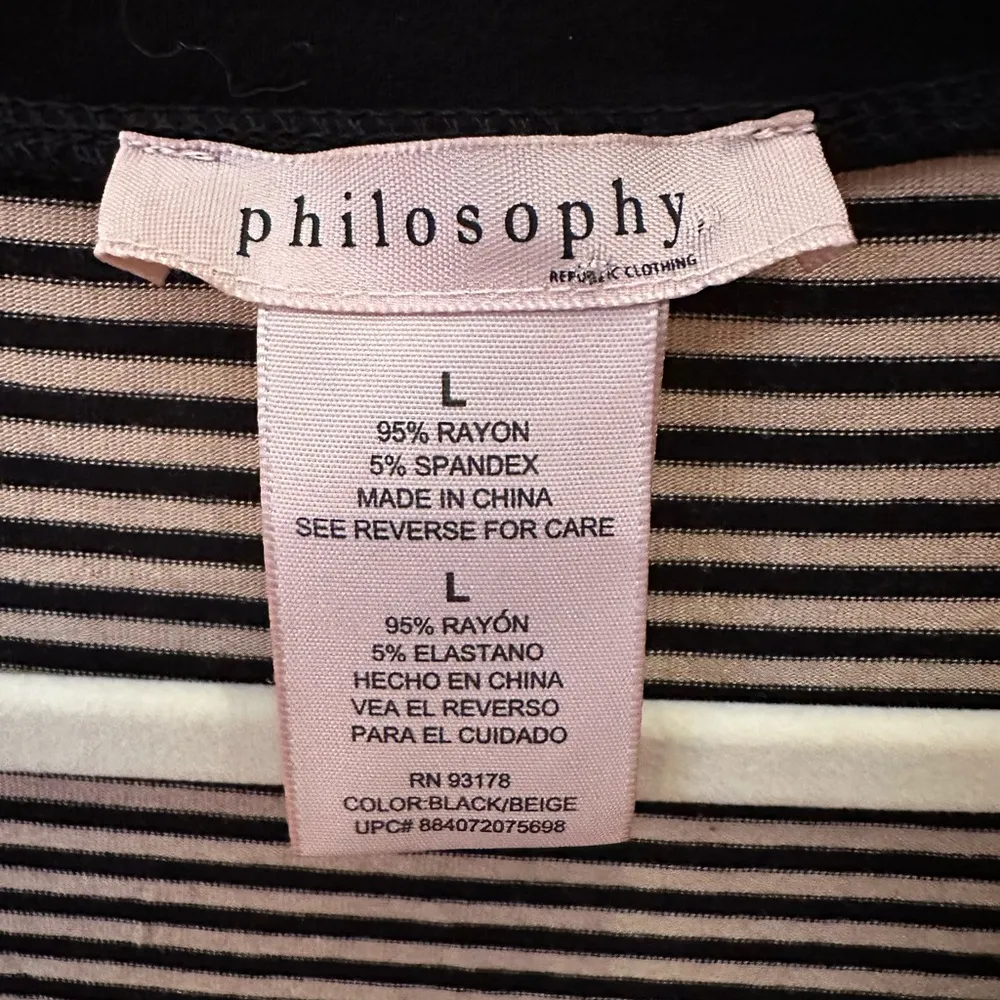 philosophy
REPUBLIC CLOTHING
L
95% RAYON
5% SPANDEX
MADE IN CHINA
SEE REVERSE FOR CARE
L
95% RAYÓN
5% ELASTANO
HECHO EN CHINA
VEA EL REVERSO
PARA EL CUIDADO
RN 93178
COLOR:BLACK/BEIGE
UPC# 884072075698